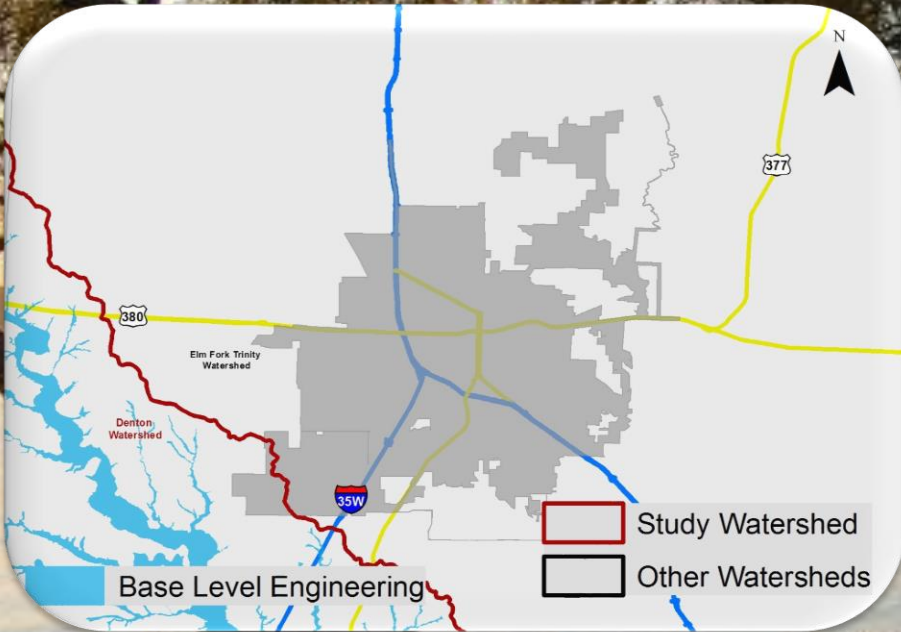 N
377
380
Elm Fork Trinity
Watershed
Denton
Watershed
35W
Study Watershed
Other Watersheds
Base Level Engineering